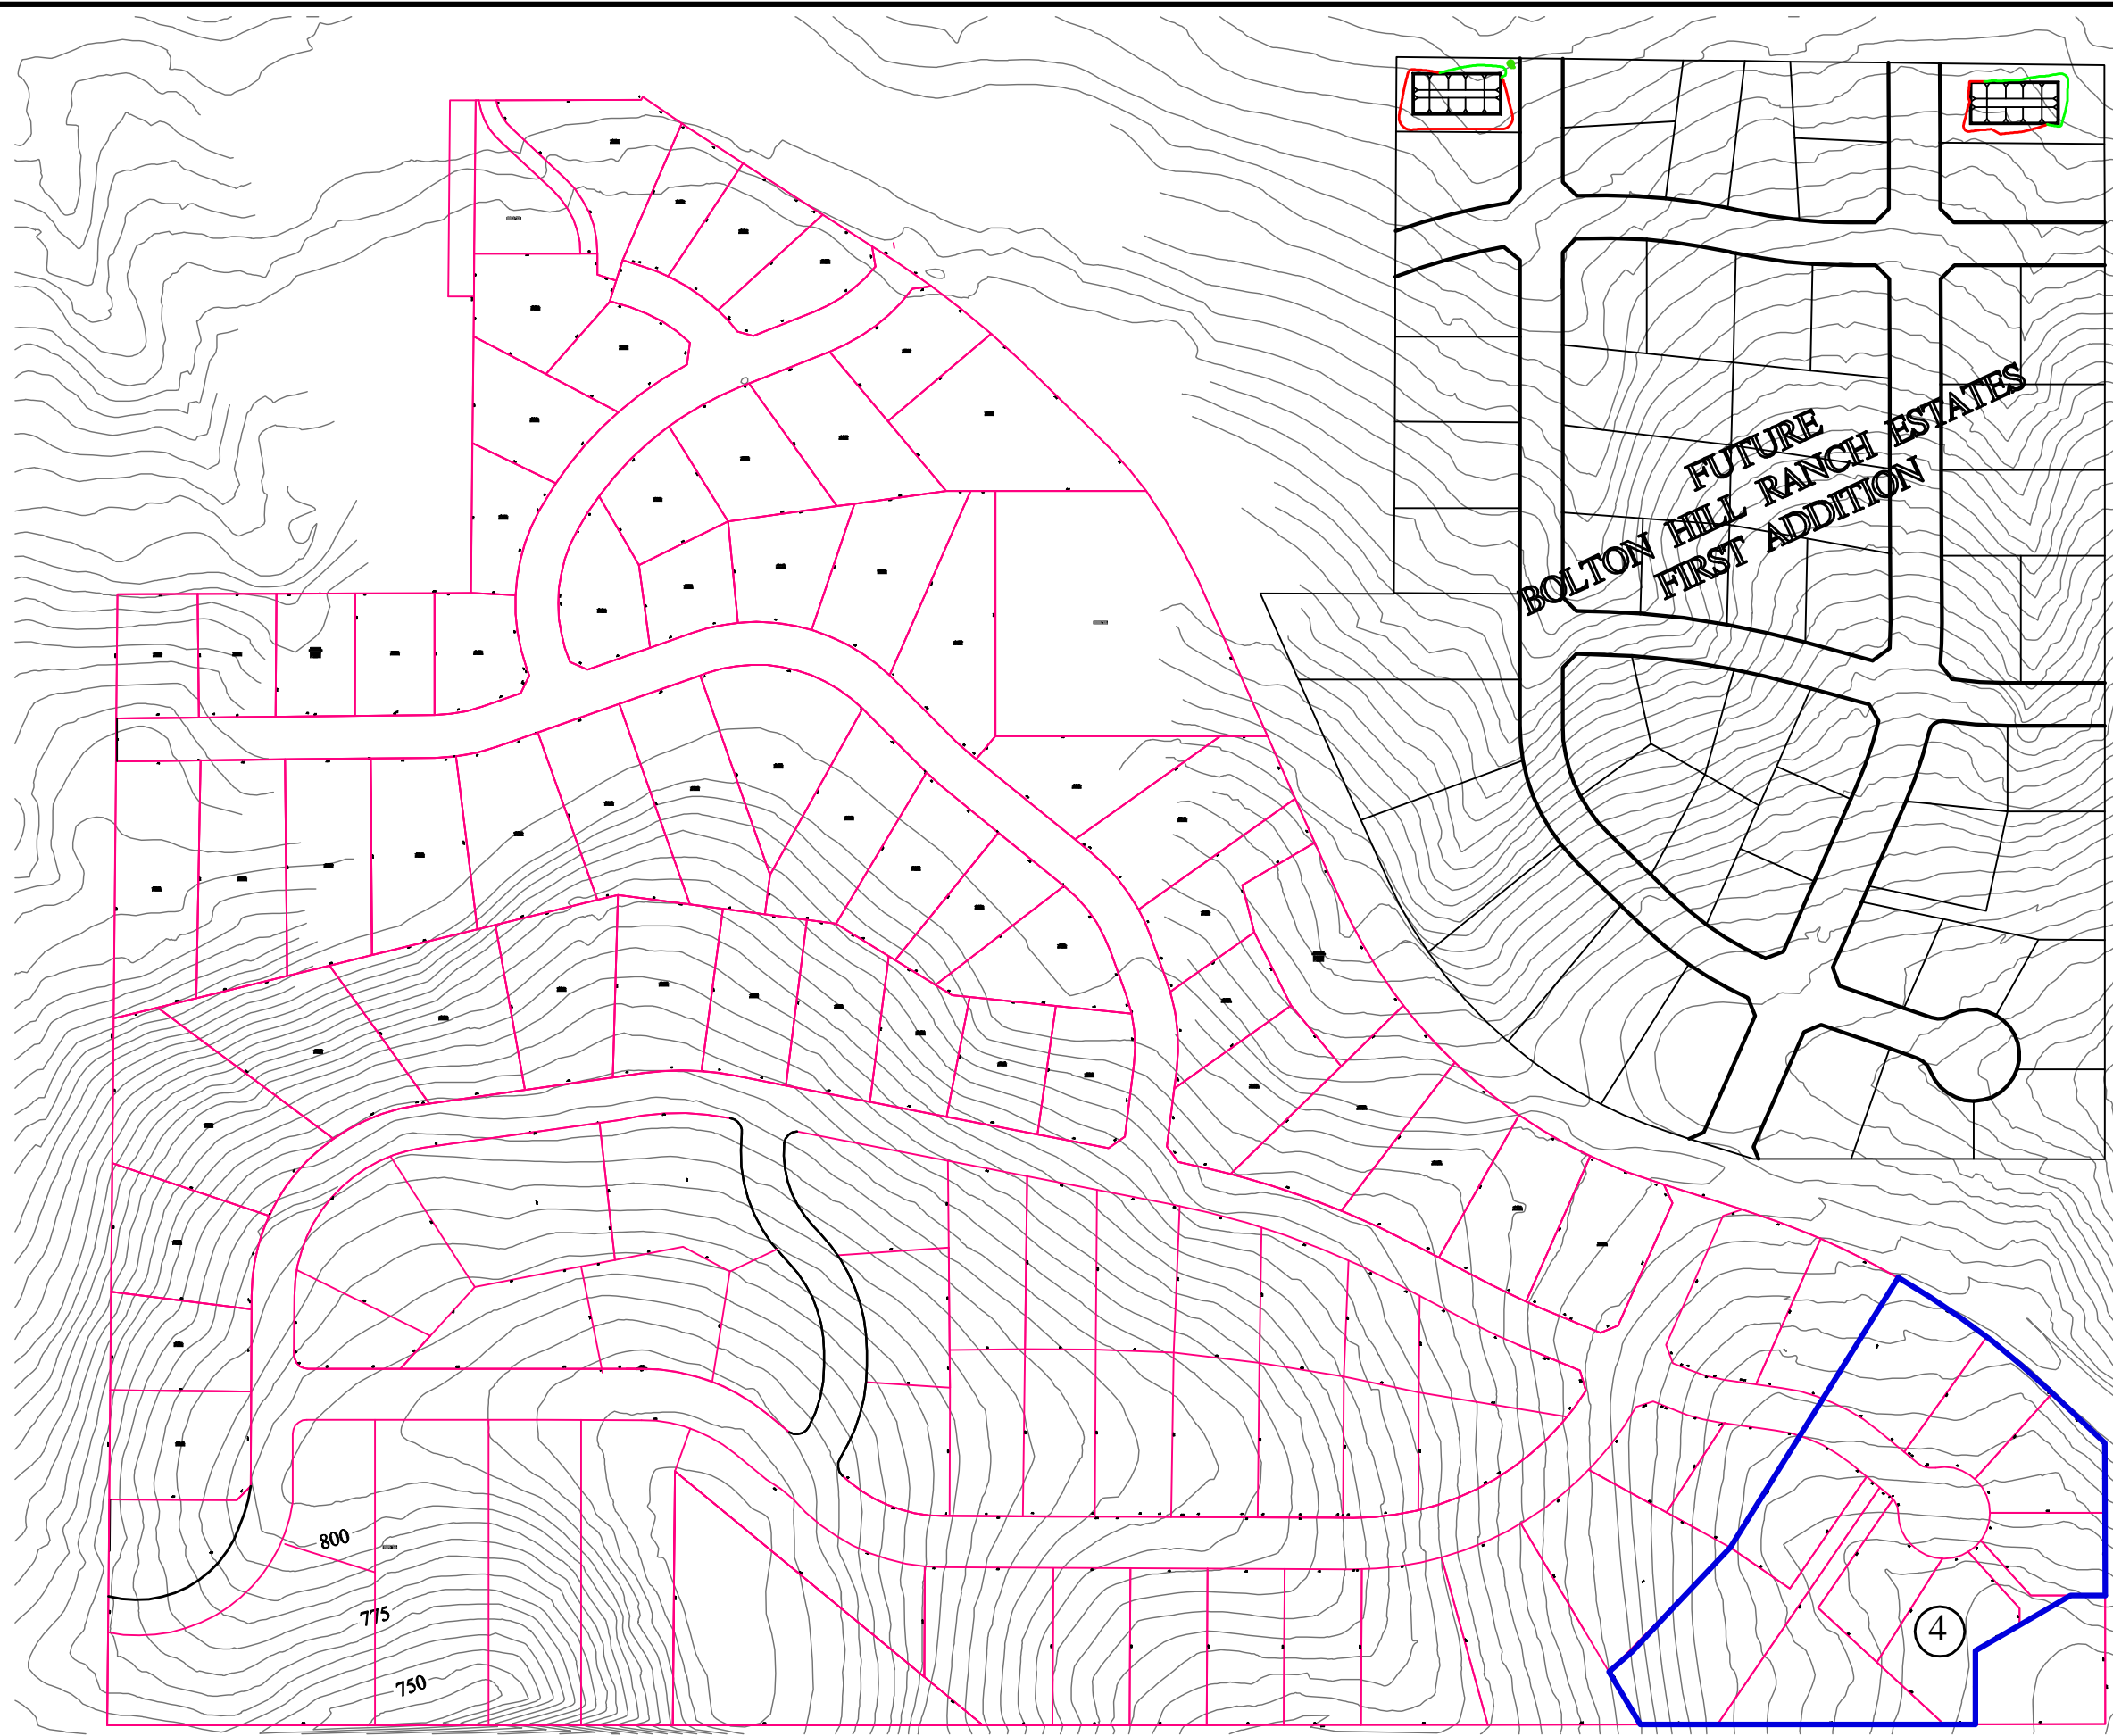 FUTURE
BOLTON HILL RANCH ESTATES
FIRST ADDITION
800
775
750
4